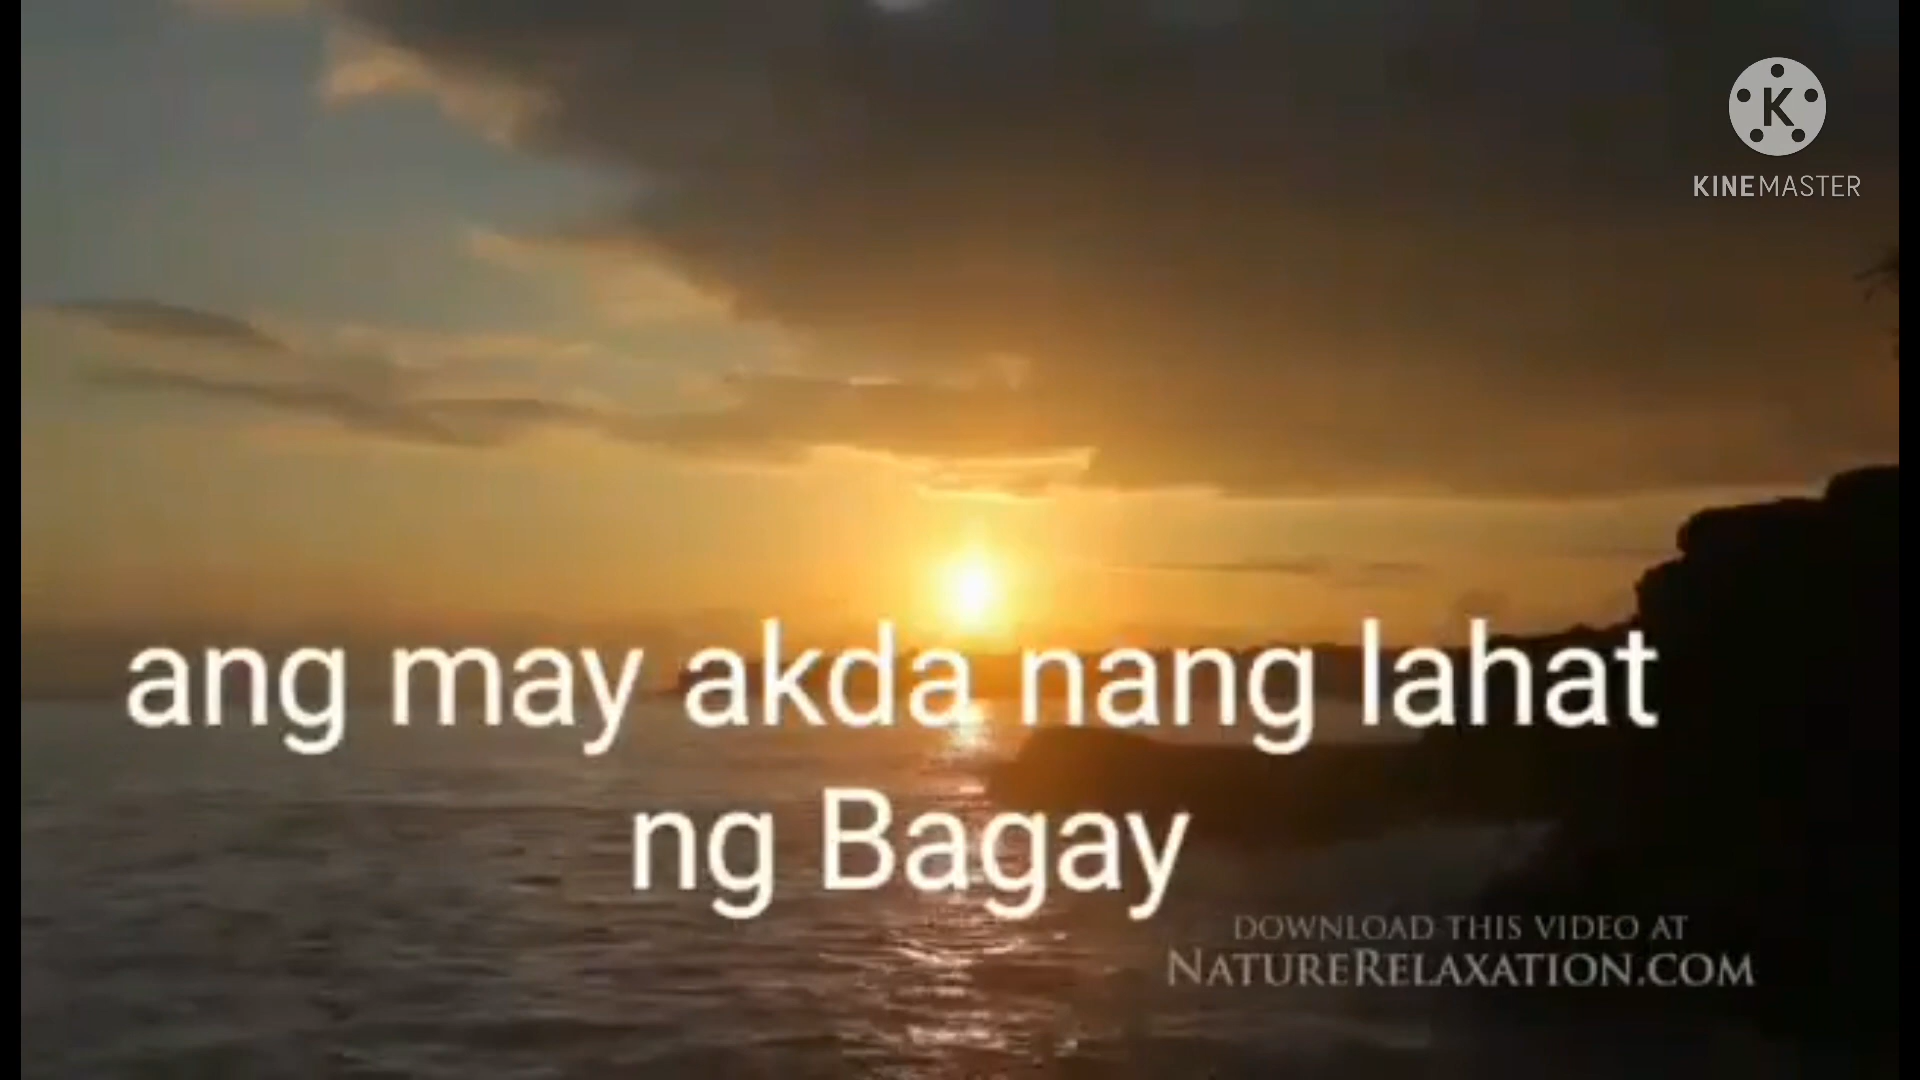 K
KINEMASTER
ang may akda nang lahat
ng Bagay
DOWNLOAD THIS VIDEO AT
NATURERELAXATION.COM